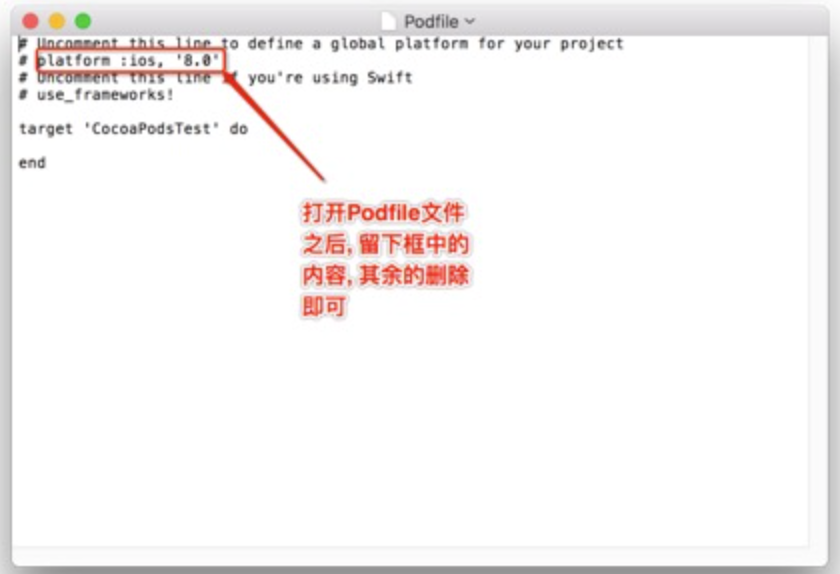 Podfile
# Uncomment this line to define a global platform for your project
# platform :ios, '8.0'
# Uncomment this line if you're using Swift
# use_frameworks!
target 'CocoaPodsTest' do
end
打开Podfile文件
之后, 留下框中的
内容, 其余的删除
即可